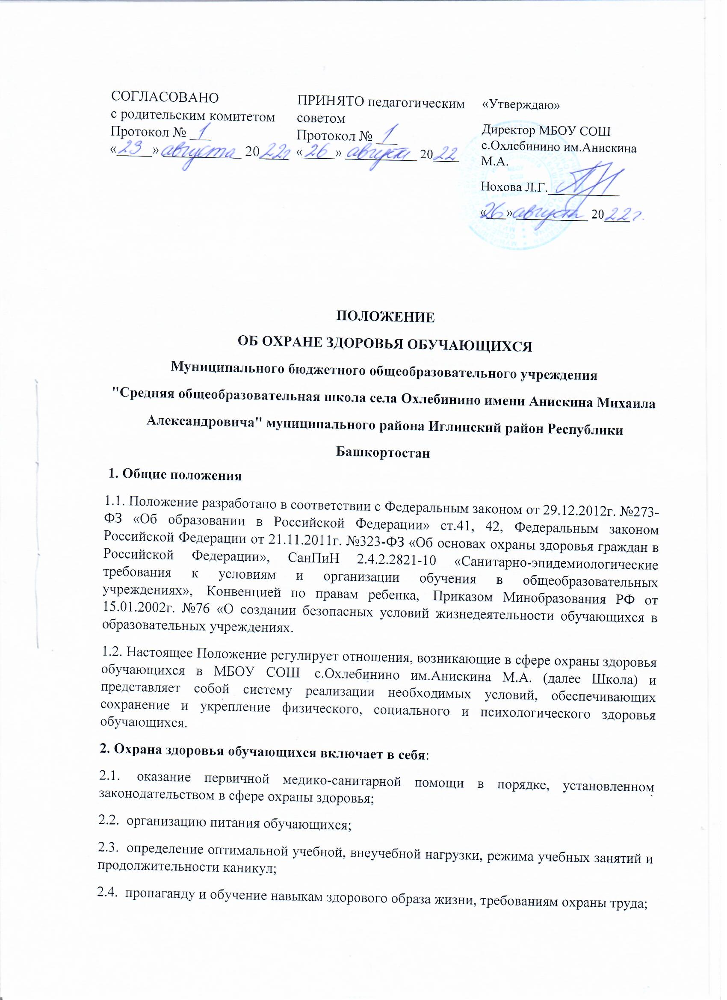 СОГЛАСОВАНО
с родительским комитетом
Протокол № 1
«23» августа 2022г
ПРИНЯТО педагогическим
советом
Протокол № 1
«26» августа 2022
«Утверждаю»
Директор МБОУ СОШ
с.Охлебинино им.Анискина
М.А.
Нохова Л.Г.
«26» августа 2022г.
ПОЛОЖЕНИЕ
ОБ ОХРАНЕ ЗДОРОВЬЯ ОБУЧАЮЩИХСЯ
Муниципального бюджетного общеобразовательного учреждения
"Средняя общеобразовательная школа села Охлебинино имени Анискина Михаила
Александровича" муниципального района Иглинский район Республики
Башкортостан
1. Общие положения
1.1. Положение разработано в соответствии с Федеральным законом от 29.12.2012г. №273-
ФЗ «Об образовании в Российской Федерации» ст.41, 42, Федеральным законом
Российской Федерации от 21.11.2011г. №323-ФЗ «Об основах охраны здоровья граждан в
Российской Федерации», СанПиН 2.4.2.2821-10 «Санитарно-эпидемиологические
требования к условиям и организации обучения в общеобразовательных
учреждениях», Конвенцией по правам ребенка, Приказом Минобразования РФ от
15.01.2002г. №76 «О создании безопасных условий жизнедеятельности обучающихся в
образовательных учреждениях.
1.2. Настоящее Положение регулирует отношения, возникающие в сфере охраны здоровья
обучающихся в МБОУ СОШ с.Охлебинино им.Анискина М.А. (далее Школа) и
представляет собой систему реализации необходимых условий, обеспечивающих
сохранение и укрепление физического, социального и психологического здоровья
обучающихся.
2. Охрана здоровья обучающихся включает в себя:
2.1. оказание первичной медико-санитарной помощи в порядке, установленном
законодательством в сфере охраны здоровья;
2.2. организацию питания обучающихся;
2.3. определение оптимальной учебной, внеучебной нагрузки, режима учебных занятий и
продолжительности каникул;
2.4. пропаганду и обучение навыкам здорового образа жизни, требованиям охраны труда;